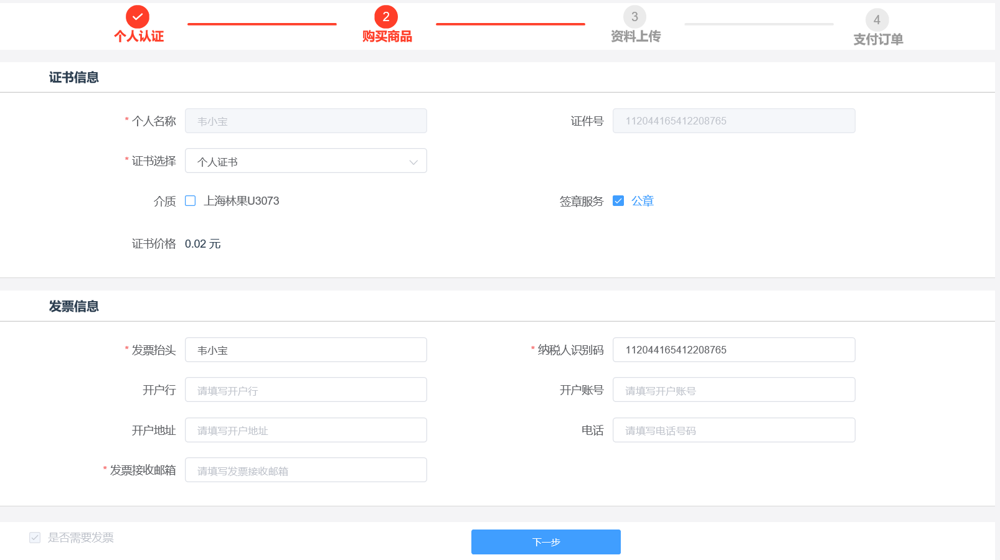 2 3 4
个人认证 购买商品 资料上传 支付订单
证书信息
* 个人名称 韦小宝 证件号 112044165412208765
* 证书选择 个人证书
介质 上海林果U3073 签章服务 公章
证书价格 0.02 元
发票信息
* 发票抬头 韦小宝 * 纳税人识别码 112044165412208765
开户行 请填写开户行 开户账号 请填写开户账号
开户地址 请填写开户地址 电话 请填写电话号码
* 发票接收邮箱 请填写发票接收邮箱
是否需要发票 下一步